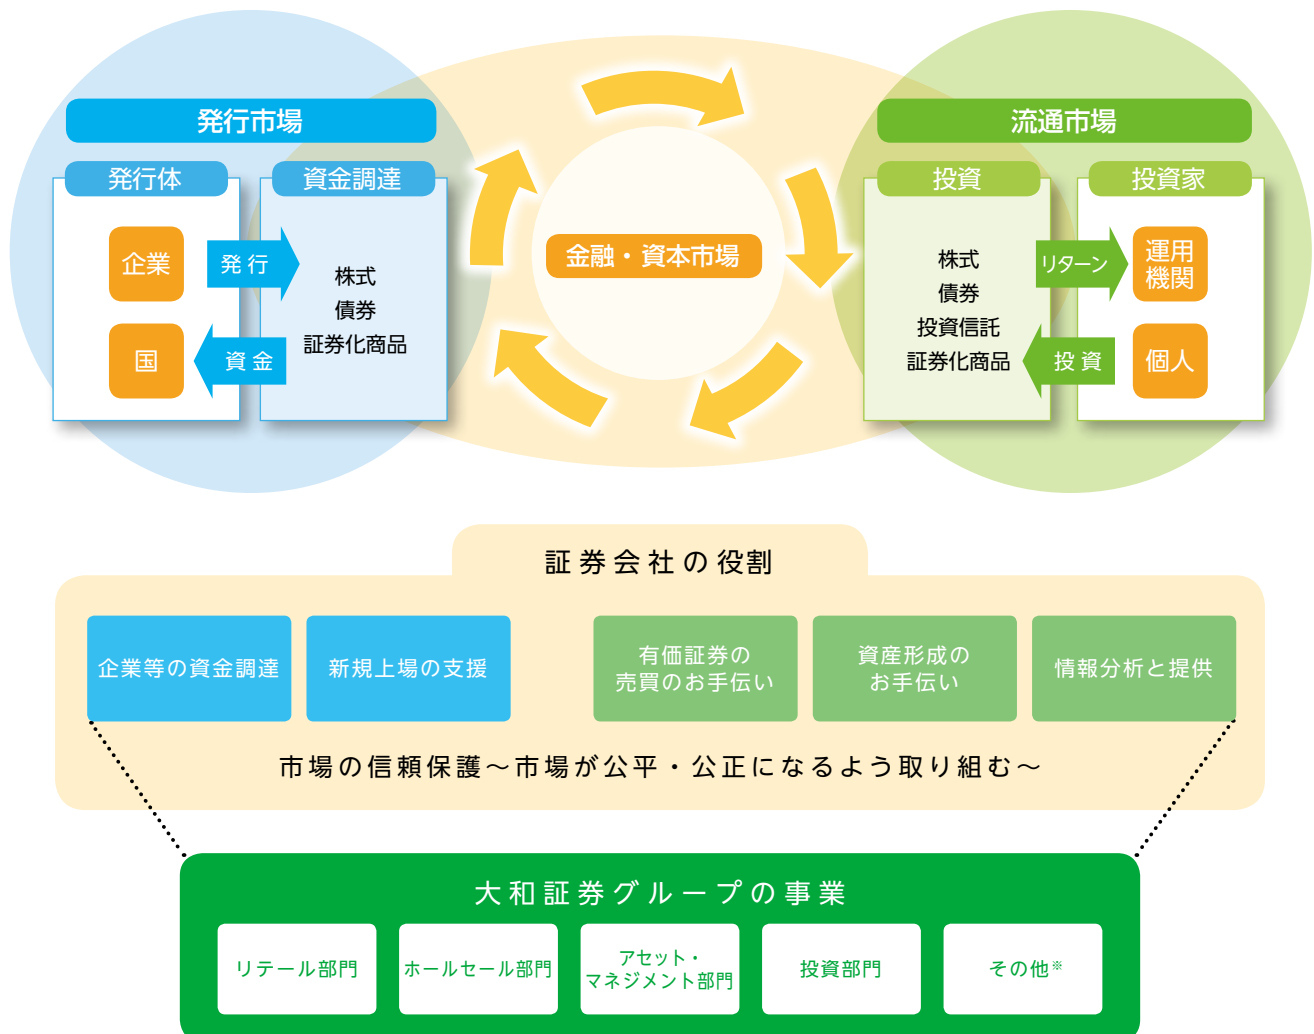 発行市場
発行体
資金調達
企業
発行
国
資金
株式
債券
証券化商品
金融・資本市場
流通市場
投資
投資家
株式
債券
投資信託
証券化商品
リターン
投資
運用
機関
個人
証券会社の役割
企業等の資金調達
新規上場の支援
有価証券の
売買のお手伝い
資産形成の
お手伝い
情報分析と提供
市場の信頼保護～市場が公平・公正になるよう取り組む～
大和証券グループの事業
リテール部門
ホールセール部門
アセット・
マネジメント部門
投資部門
その他※